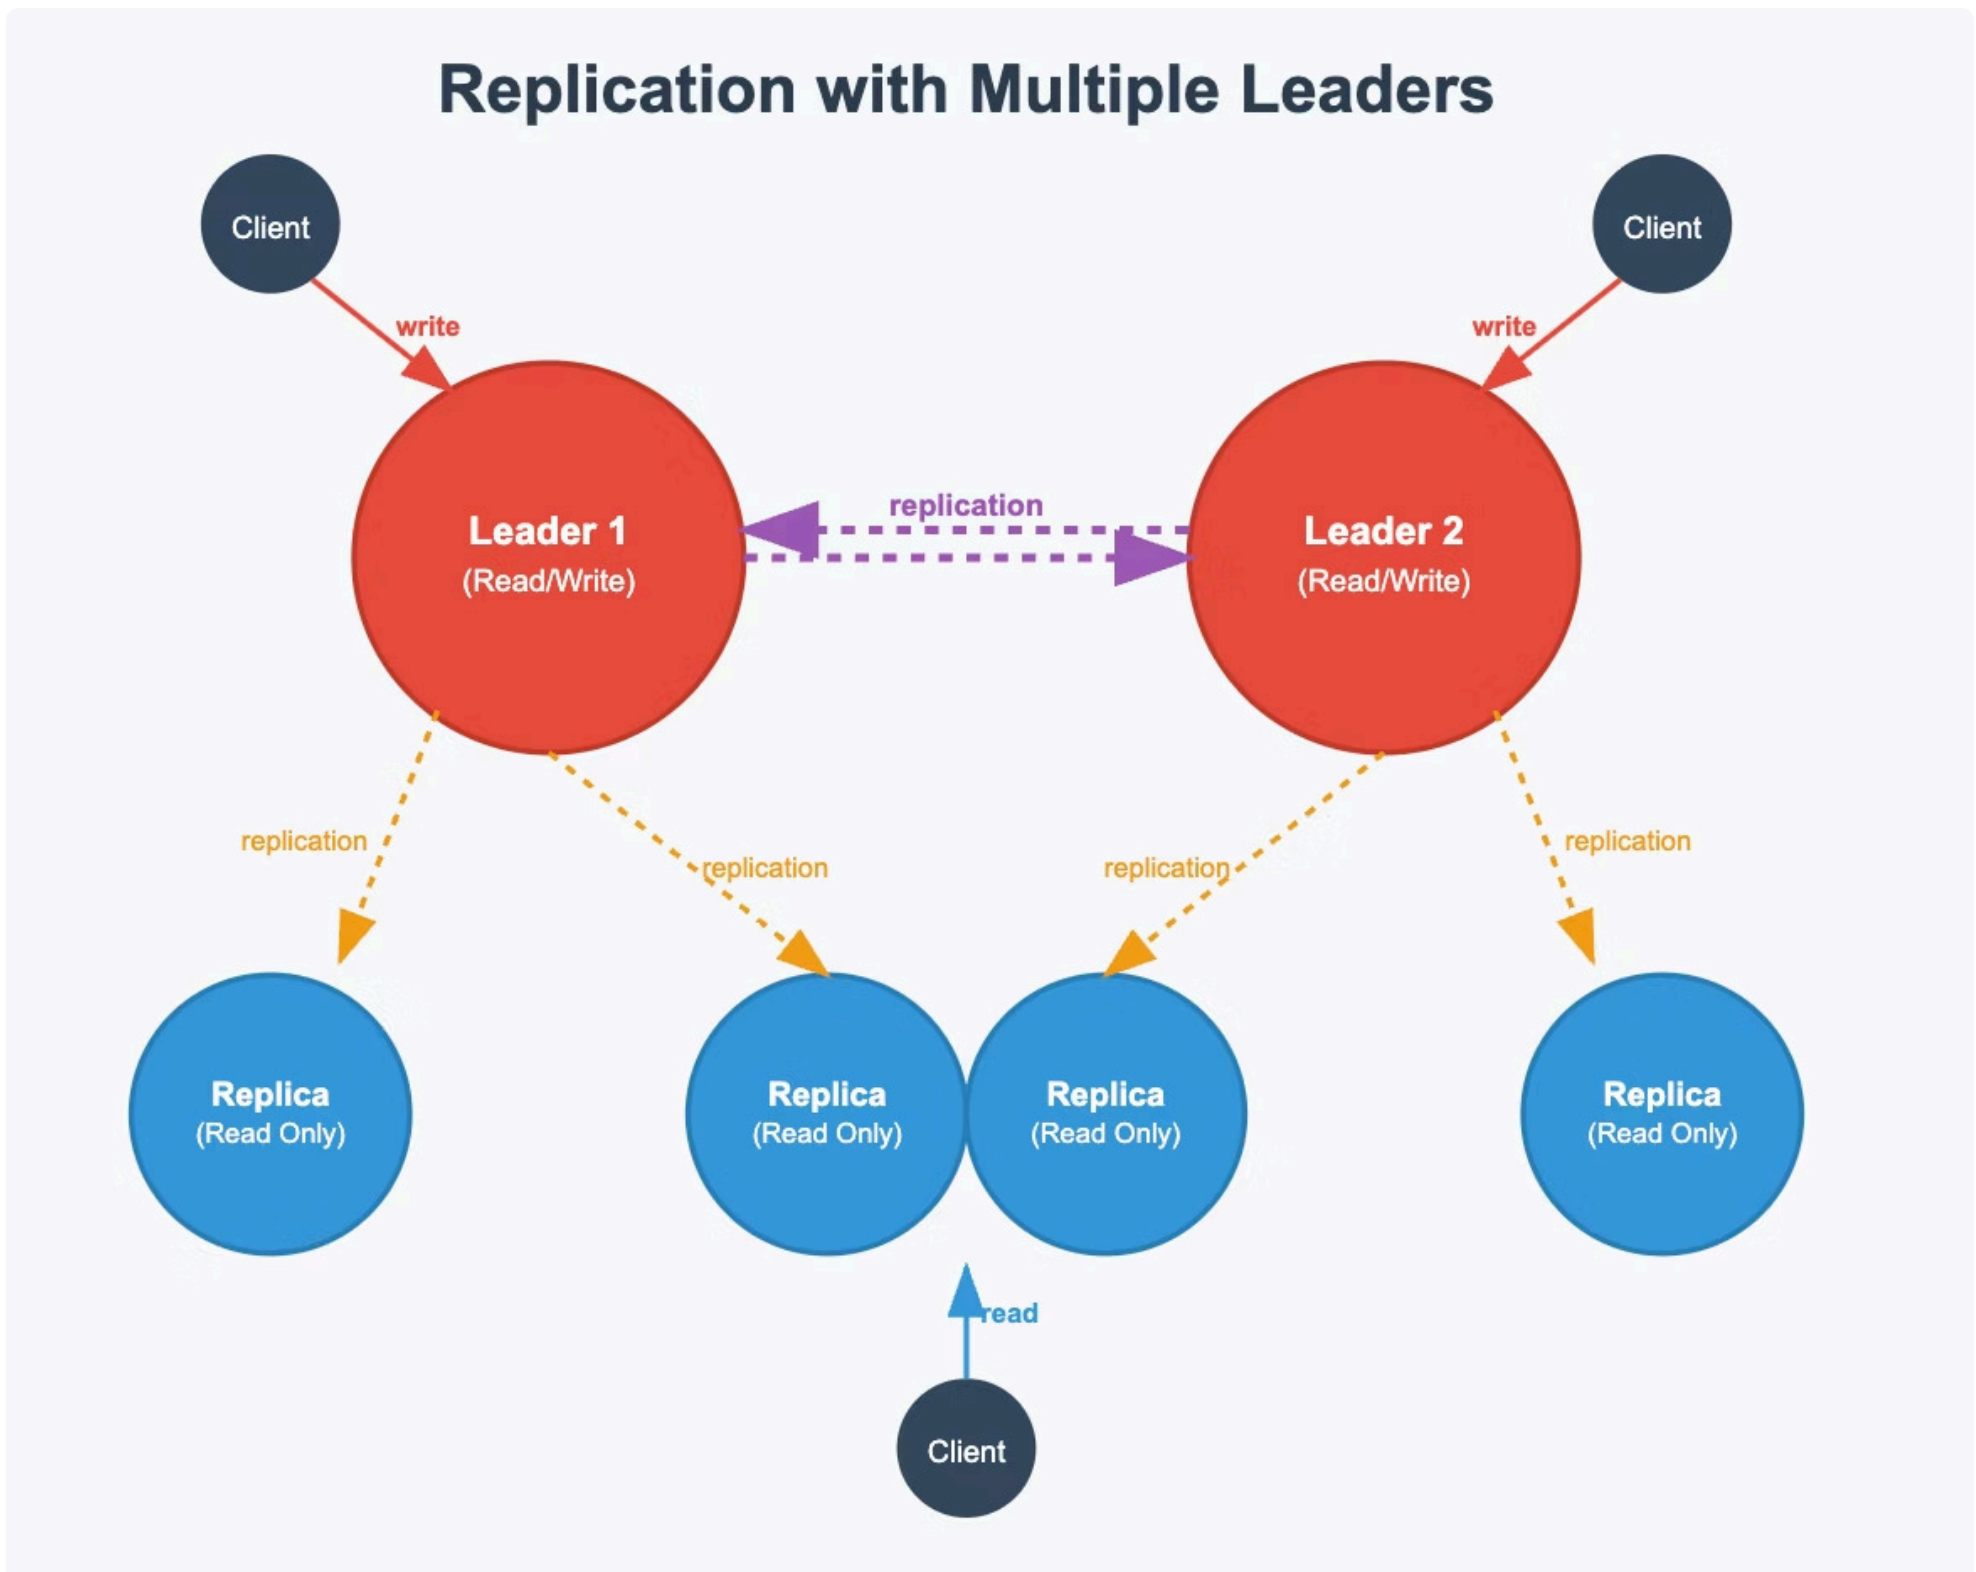 Replication with Multiple Leaders
Client
Client
write
write
replication
Leader 1
(Read/Write)
Leader 2
(Read/Write)
replication
replication
replication
replication
Replica
(Read Only)
Replica
(Read Only)
Replica
(Read Only)
Replica
(Read Only)
read
Client